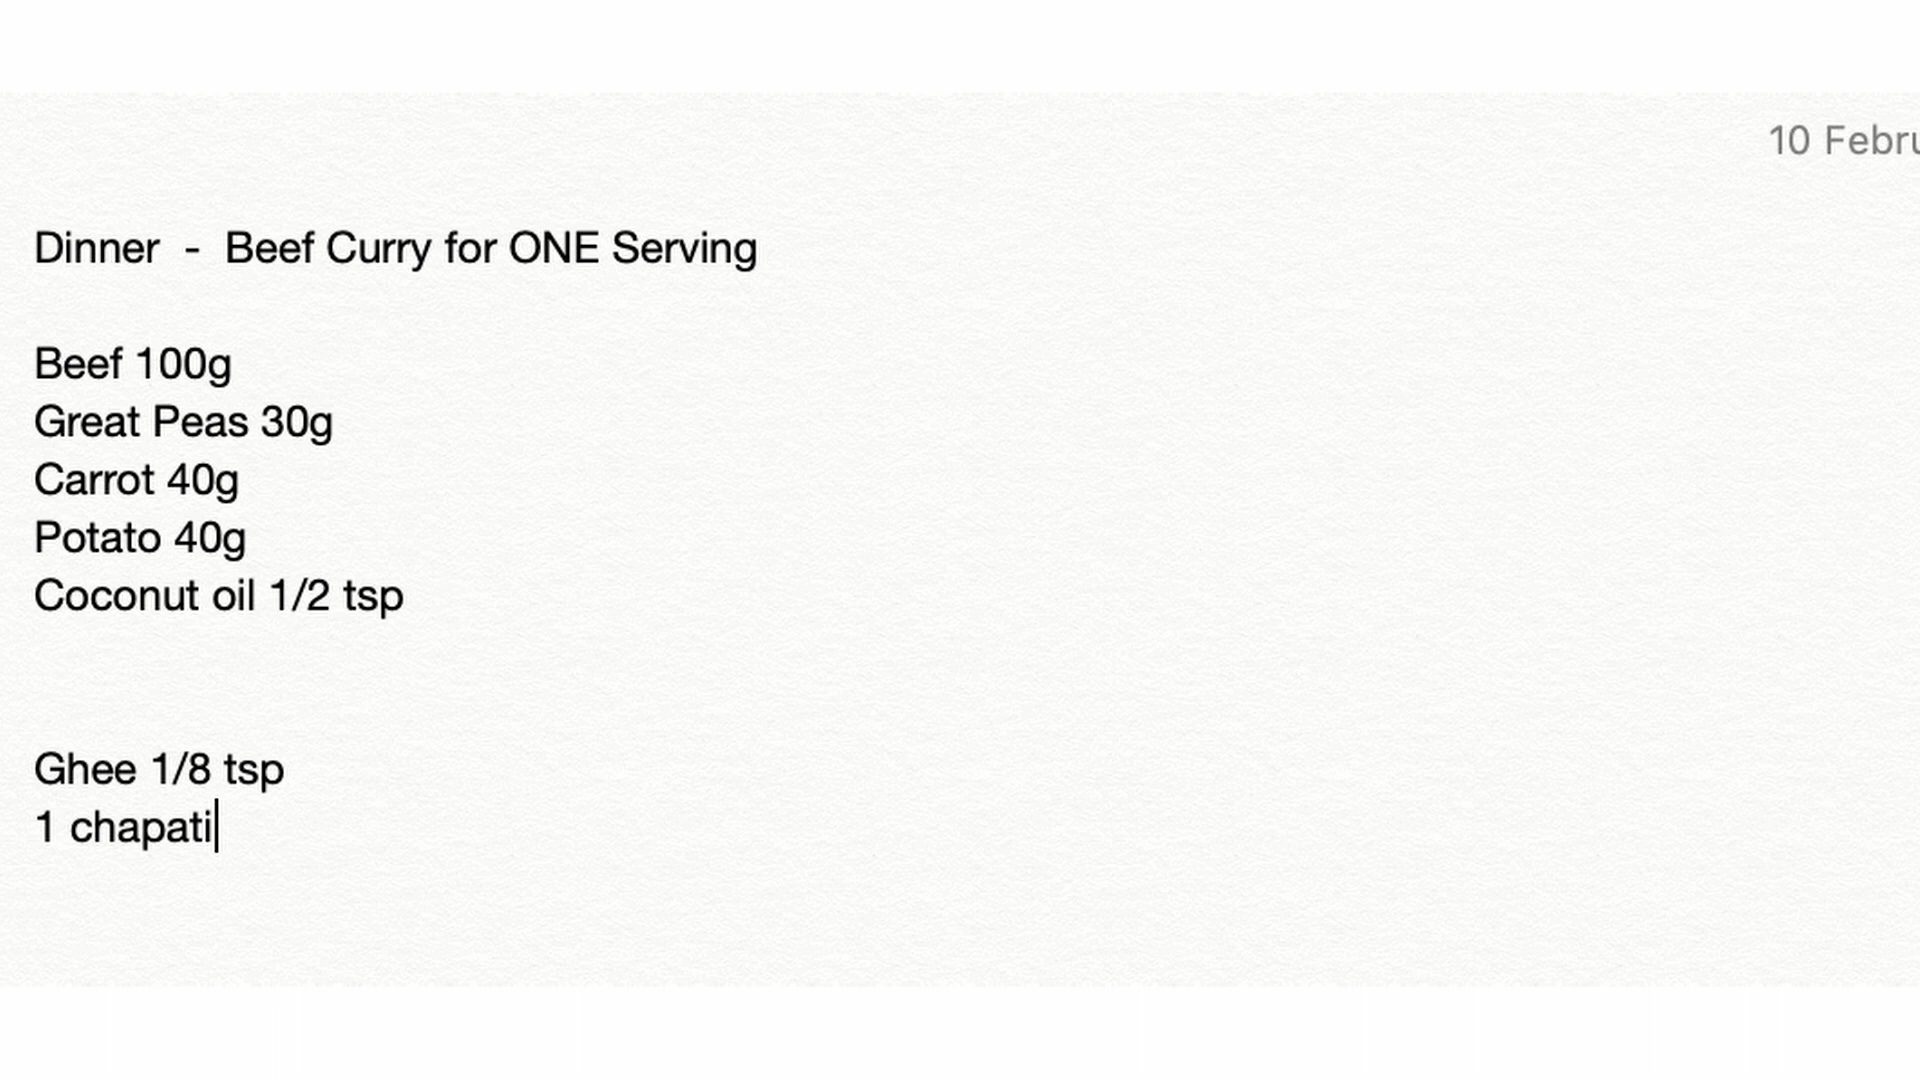 10 Febru
Dinner - Beef Curry for ONE Serving
Beef 100g
Great Peas 30g
Carrot 40g
Potato 40g
Coconut oil 1/2 tsp
Ghee 1/8 tsp
1 chapati